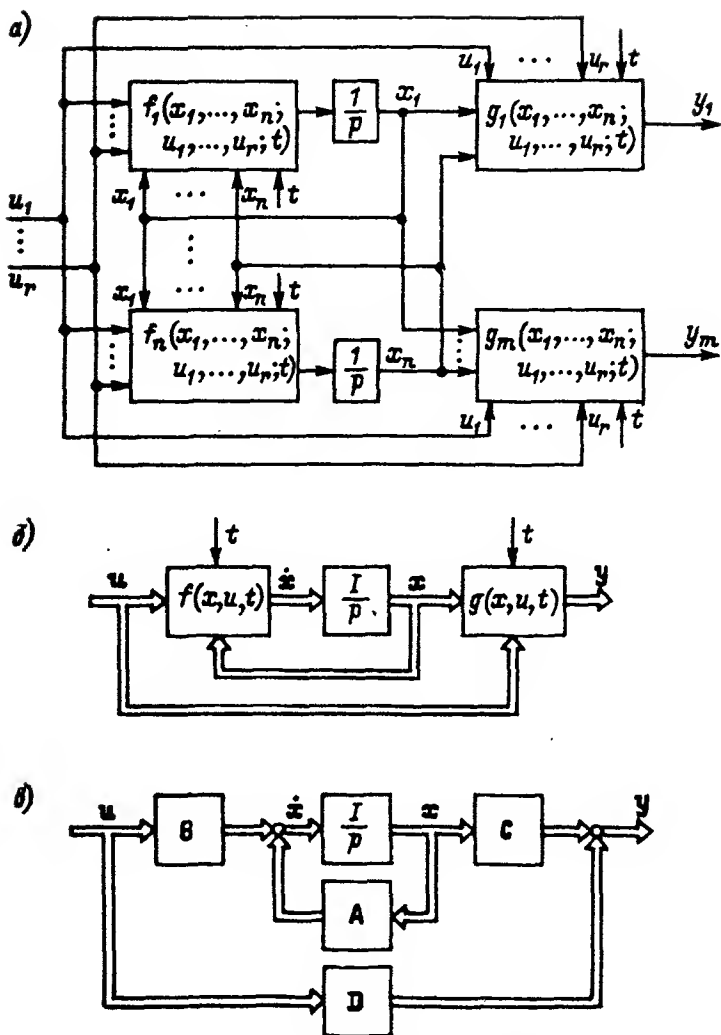 а)
u₁ ... uᵣ t
f₁(x₁,...,xₙ;
u₁,...,uᵣ;t)
1/p
x₁
g₁(x₁,...,xₙ;
u₁,...,uᵣ;t)
y₁
x₁ ... xₙ t
u₁
⋮
uᵣ
x₁ ... xₙ t
fₙ(x₁,...,xₙ;
u₁,...,uᵣ;t)
1/p
xₙ
gₘ(x₁,...,xₙ;
u₁,...,uᵣ;t)
yₘ
u₁ ... uᵣ t
б)
t t
u f(x,u,t) ẋ I/p x g(x,u,t) y
в)
u B ẋ I/p x C y
A
D